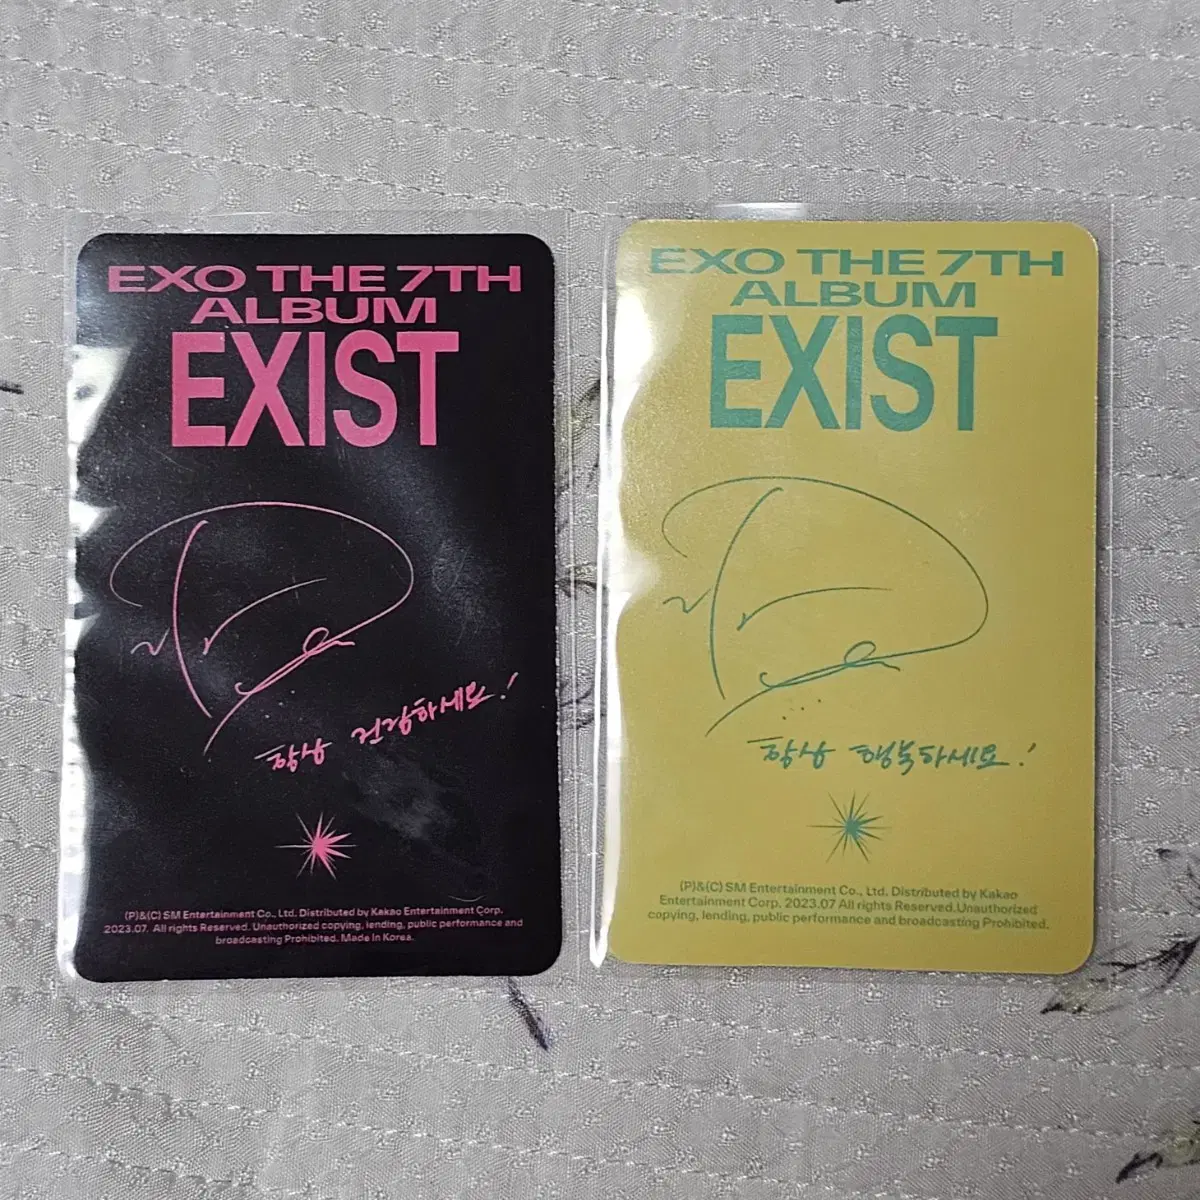 EXO THE 7TH
ALBUM
EXIST
항상 건강하세요!
(P)&(C) SM Entertainment Co., Ltd. Distributed by Kakao Entertainment Corp.
2023.07. All rights Reserved. Unauthorized copying, lending, public performance and
broadcasting Prohibited. Made in Korea.
EXO THE 7TH
ALBUM
EXIST
항상 행복하세요!
(P)&(C) SM Entertainment Co., Ltd. Distributed by Kakao
Entertainment Corp. 2023.07 All rights Reserved.Unauthorized
copying, lending, public performance and broadcasting Prohibited.